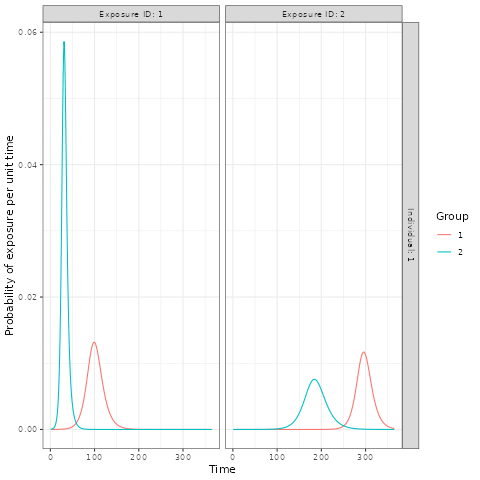 Exposure ID: 1
Exposure ID: 2
0.06
0.04
0.02
0.00
Probability of exposure per unit time
0 100 200 300
0 100 200 300
Time
Individual: 1
Group
1
2